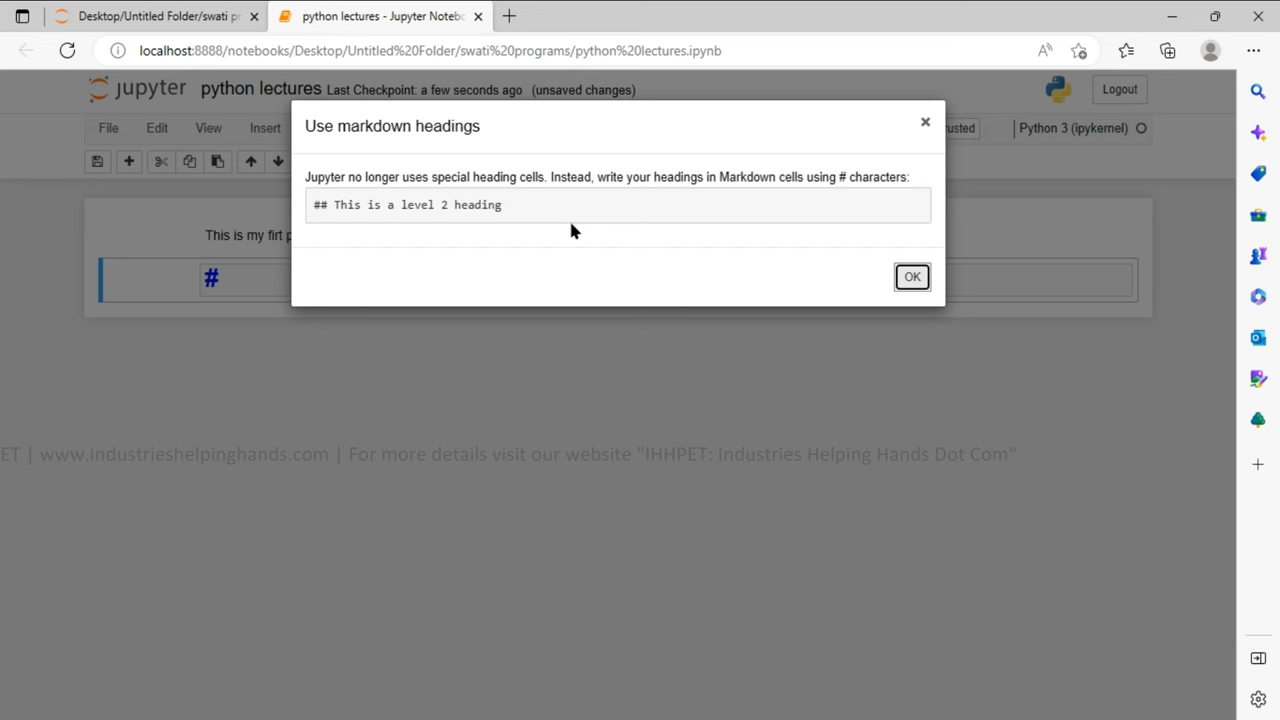 Desktop/Untitled Folder/swati pr
python lectures - Jupyter Notebo
localhost:8888/notebooks/Desktop/Untitled%20Folder/swati%20programs/python%20lectures.ipynb
jupyter python lectures Last Checkpoint: a few seconds ago (unsaved changes)
Logout
File Edit View Insert
usted
Python 3 (ipykernel)
Use markdown headings
Jupyter no longer uses special heading cells. Instead, write your headings in Markdown cells using # characters:
## This is a level 2 heading
OK
This is my firt p
#
ET | www.industrieshelpinghands.com | For more details visit our website "IHHPET: Industries Helping Hands Dot Com"